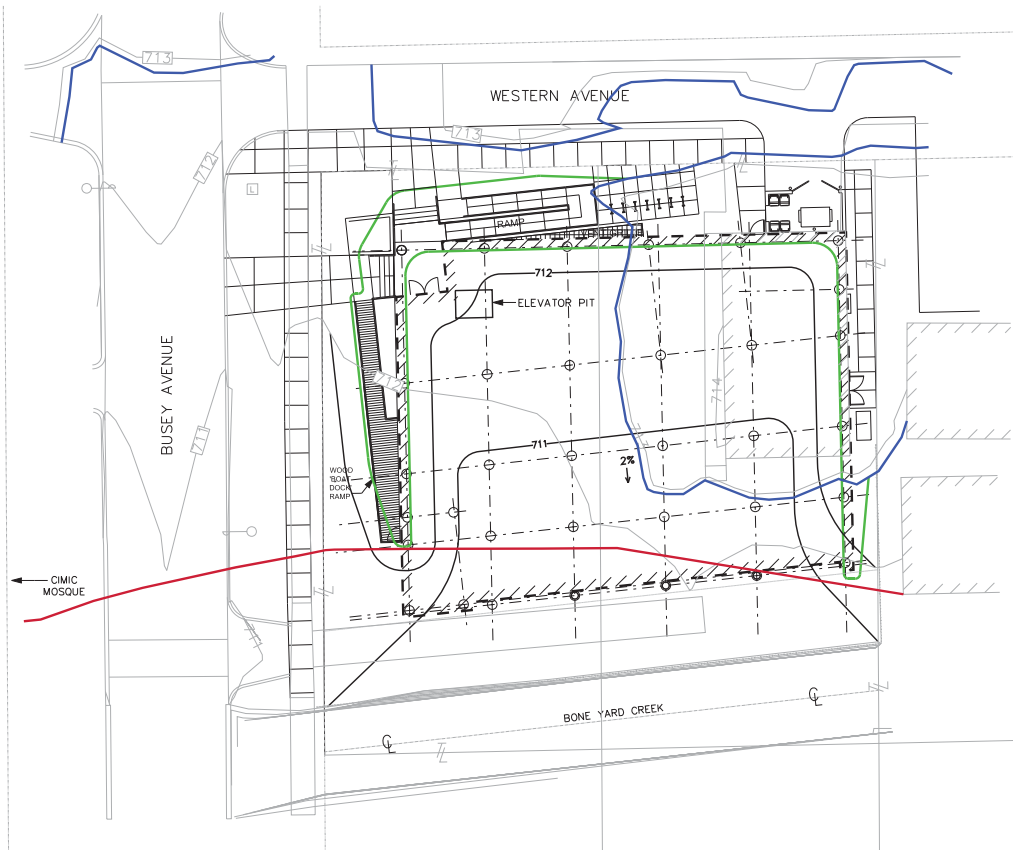 713
WESTERN AVENUE
713
712
L
RAMP
712
ELEVATOR PIT
BUSEY AVENUE
712
714
711
711
2%
WOOD
BOAT
DOCK
RAMP
CIMIC
MOSQUE
BONE YARD CREEK